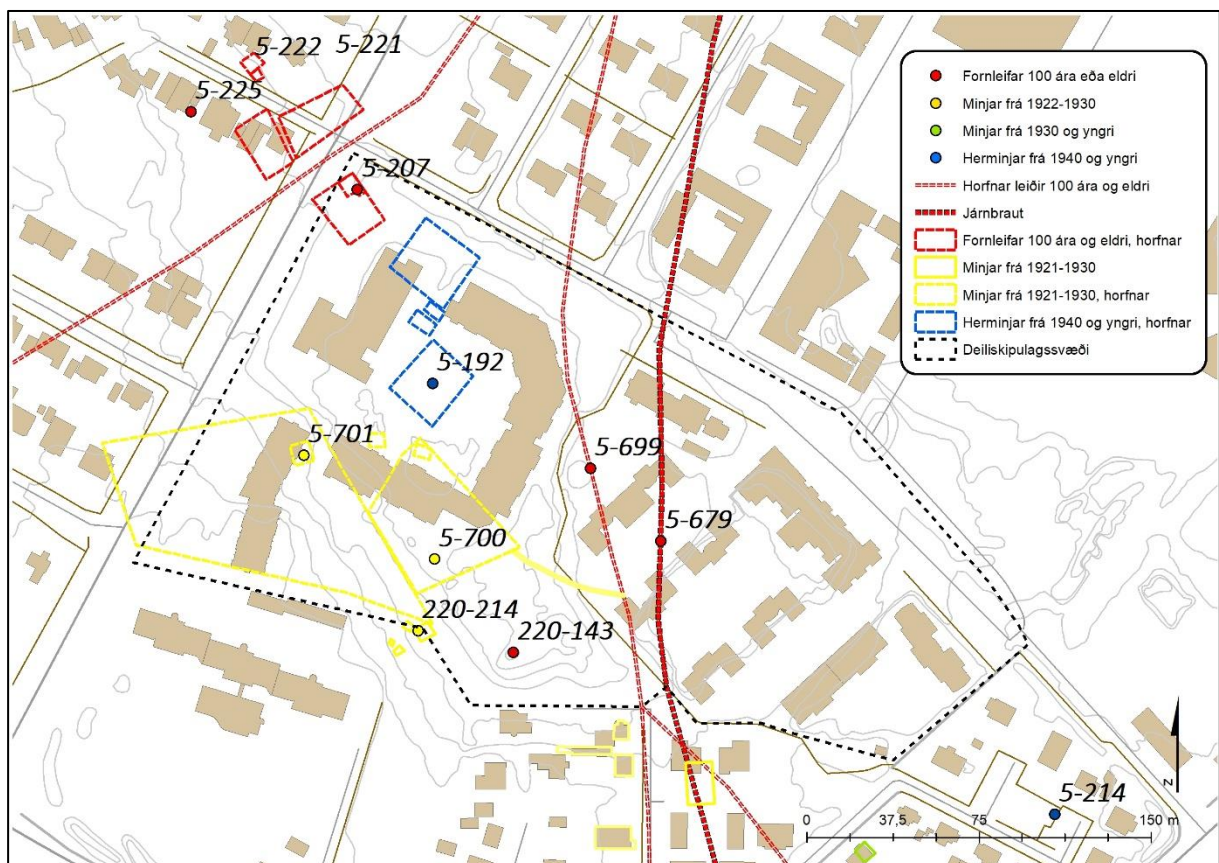 5-222
5-221
5-225
5-207
5-192
5-701
5-699
5-679
5-700
220-214
220-143
5-214
Fornleifar 100 ára eða eldri
Minjar frá 1922-1930
Minjar frá 1930 og yngri
Herminjar frá 1940 og yngri
Horfnar leiðir 100 ára og eldri
Járnbraut
Fornleifar 100 ára og eldri, horfnar
Minjar frá 1921-1930
Minjar frá 1921-1930, horfnar
Herminjar frá 1940 og yngri, horfnar
Deiliskipulagssvæði
N
0 37,5 75 150 m